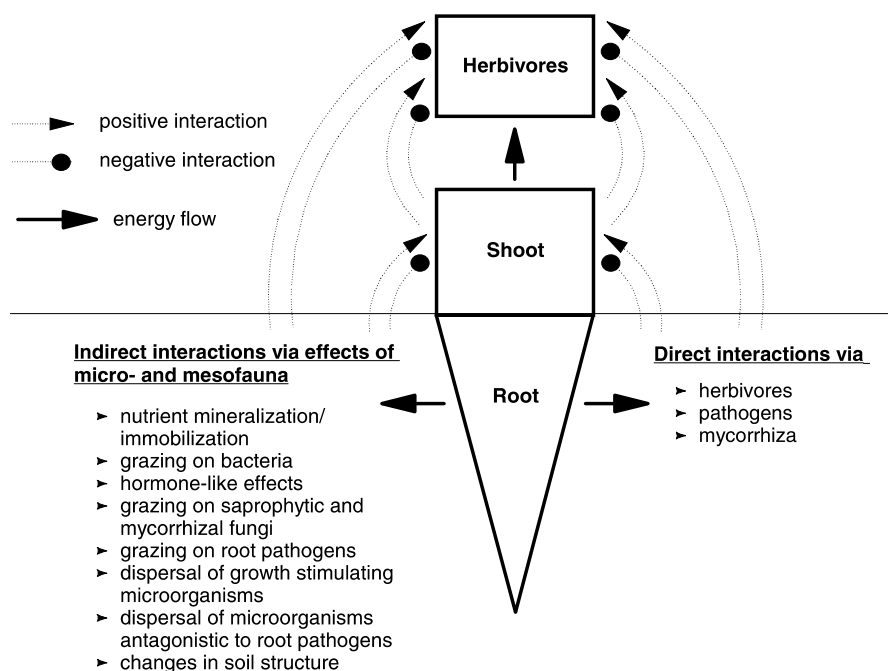 Herbivores
positive interaction
negative interaction
energy flow
Shoot
Indirect interactions via effects of
micro- and mesofauna
nutrient mineralization/
immobilization
grazing on bacteria
hormone-like effects
grazing on saprophytic and
mycorrhizal fungi
grazing on root pathogens
dispersal of growth stimulating
microorganisms
dispersal of microorganisms
antagonistic to root pathogens
changes in soil structure
Root
Direct interactions via
herbivores
pathogens
mycorrhiza